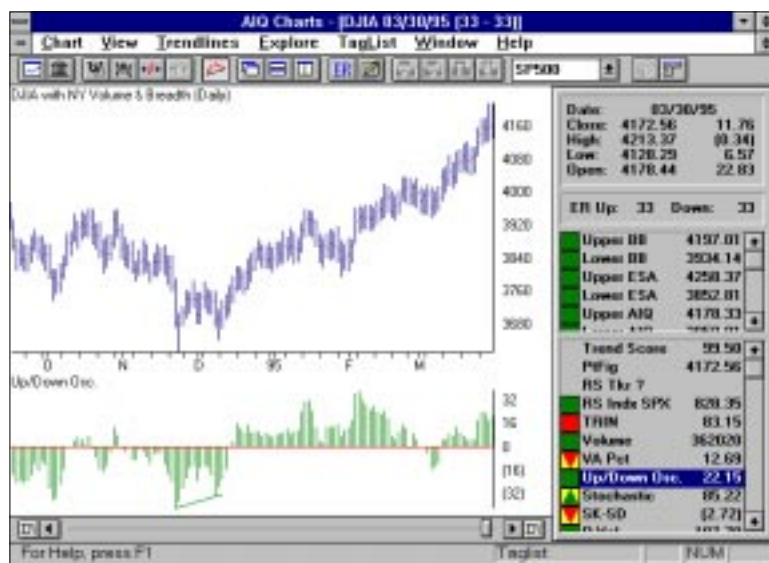 AIQ Charts - [DJIA 03/30/95 (33 - 33)]
Chart View Trendlines Explore TagList Window Help
ER SP500
DJIA with NY Volume & Breadth (Daily)
4160
4080
4000
3920
3840
3760
3680
O N D 95 F M
Up/Down Osc.
32
16
0
(16)
(32)
Date: 03/30/95
Close: 4172.56 11.76
High: 4213.37 (0.34)
Low: 4128.29 6.57
Open: 4178.44 22.83
ER Up: 33 Down: 33
Upper BB 4197.01
Lower BB 3934.14
Upper ESA 4258.37
Lower ESA 3852.81
Upper AIQ 4178.33
Trend Score 99.50
PtFig 4172.56
RS Tkr ?
RS Indx SPX 828.35
TRIN 83.15
Volume 362020
VA Pct 12.69
Up/Down Osc. 22.15
Stochastic 85.22
SK-SD (2.72)
For Help, press F1
Taglist
NUM